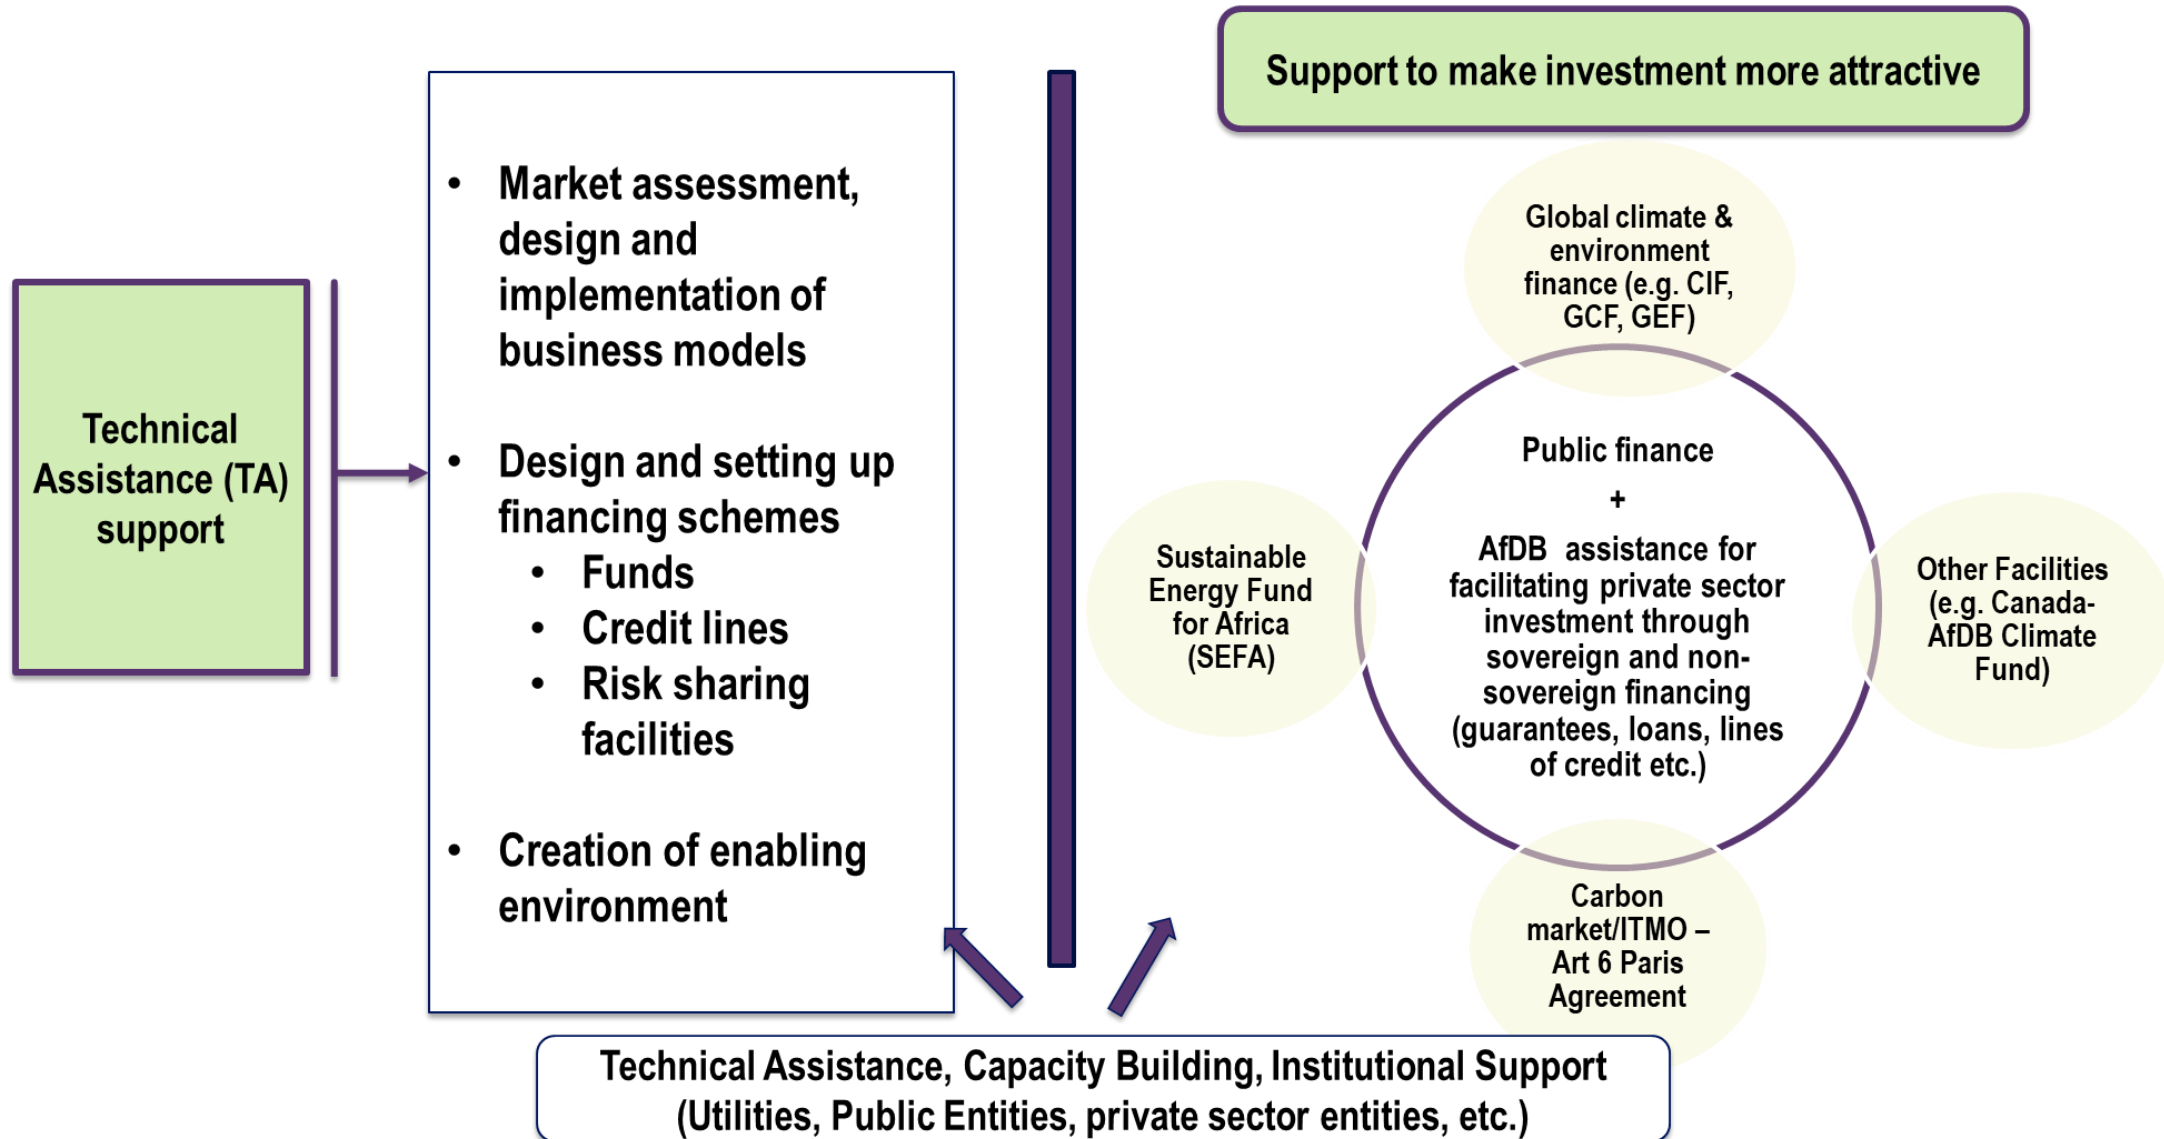 Support to make investment more attractive
Technical
Assistance (TA)
support
• Market assessment,
design and
implementation of
business models
• Design and setting up
financing schemes
• Funds
• Credit lines
• Risk sharing
facilities
• Creation of enabling
environment
Global climate &
environment
finance (e.g. CIF,
GCF, GEF)
Sustainable
Energy Fund
for Africa
(SEFA)
Public finance
+
AfDB assistance for
facilitating private sector
investment through
sovereign and non-
sovereign financing
(guarantees, loans, lines
of credit etc.)
Other Facilities
(e.g. Canada-
AfDB Climate
Fund)
Carbon
market/ITMO –
Art 6 Paris
Agreement
Technical Assistance, Capacity Building, Institutional Support
(Utilities, Public Entities, private sector entities, etc.)